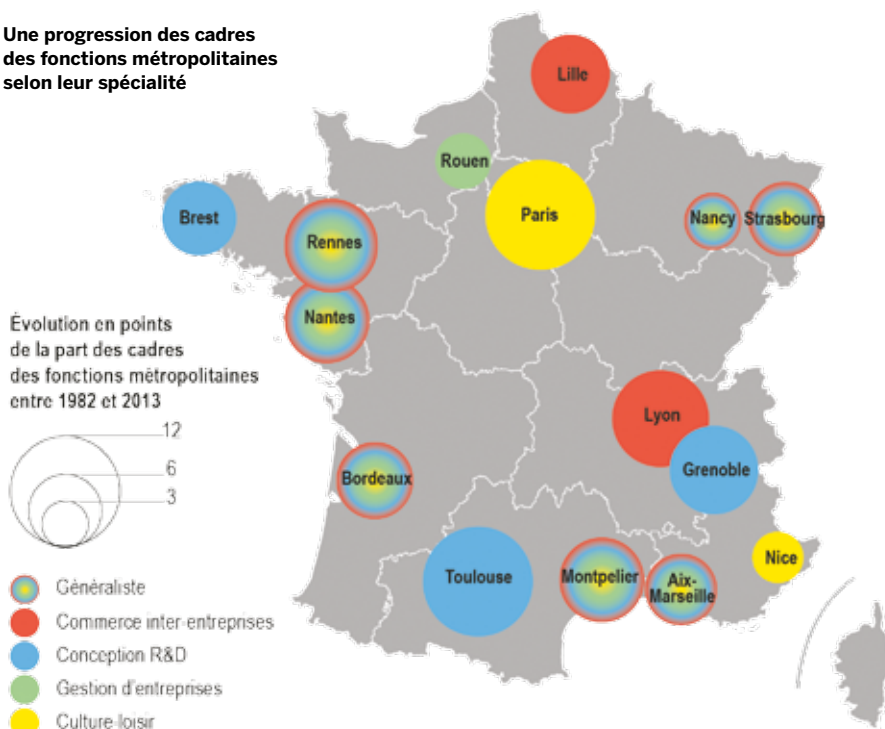 Une progression des cadres
des fonctions métropolitaines
selon leur spécialité
Lille
Rouen
Paris
Brest
Nancy
Strasbourg
Rennes
Nantes
Évolution en points
de la part des cadres
des fonctions métropolitaines
entre 1982 et 2013
12
6
3
Lyon
Grenoble
Bordeaux
Nice
Toulouse
Montpelier
Aix-
Marseille
Généraliste
Commerce inter-entreprises
Conception R&D
Gestion d'entreprises
Culture-loisir